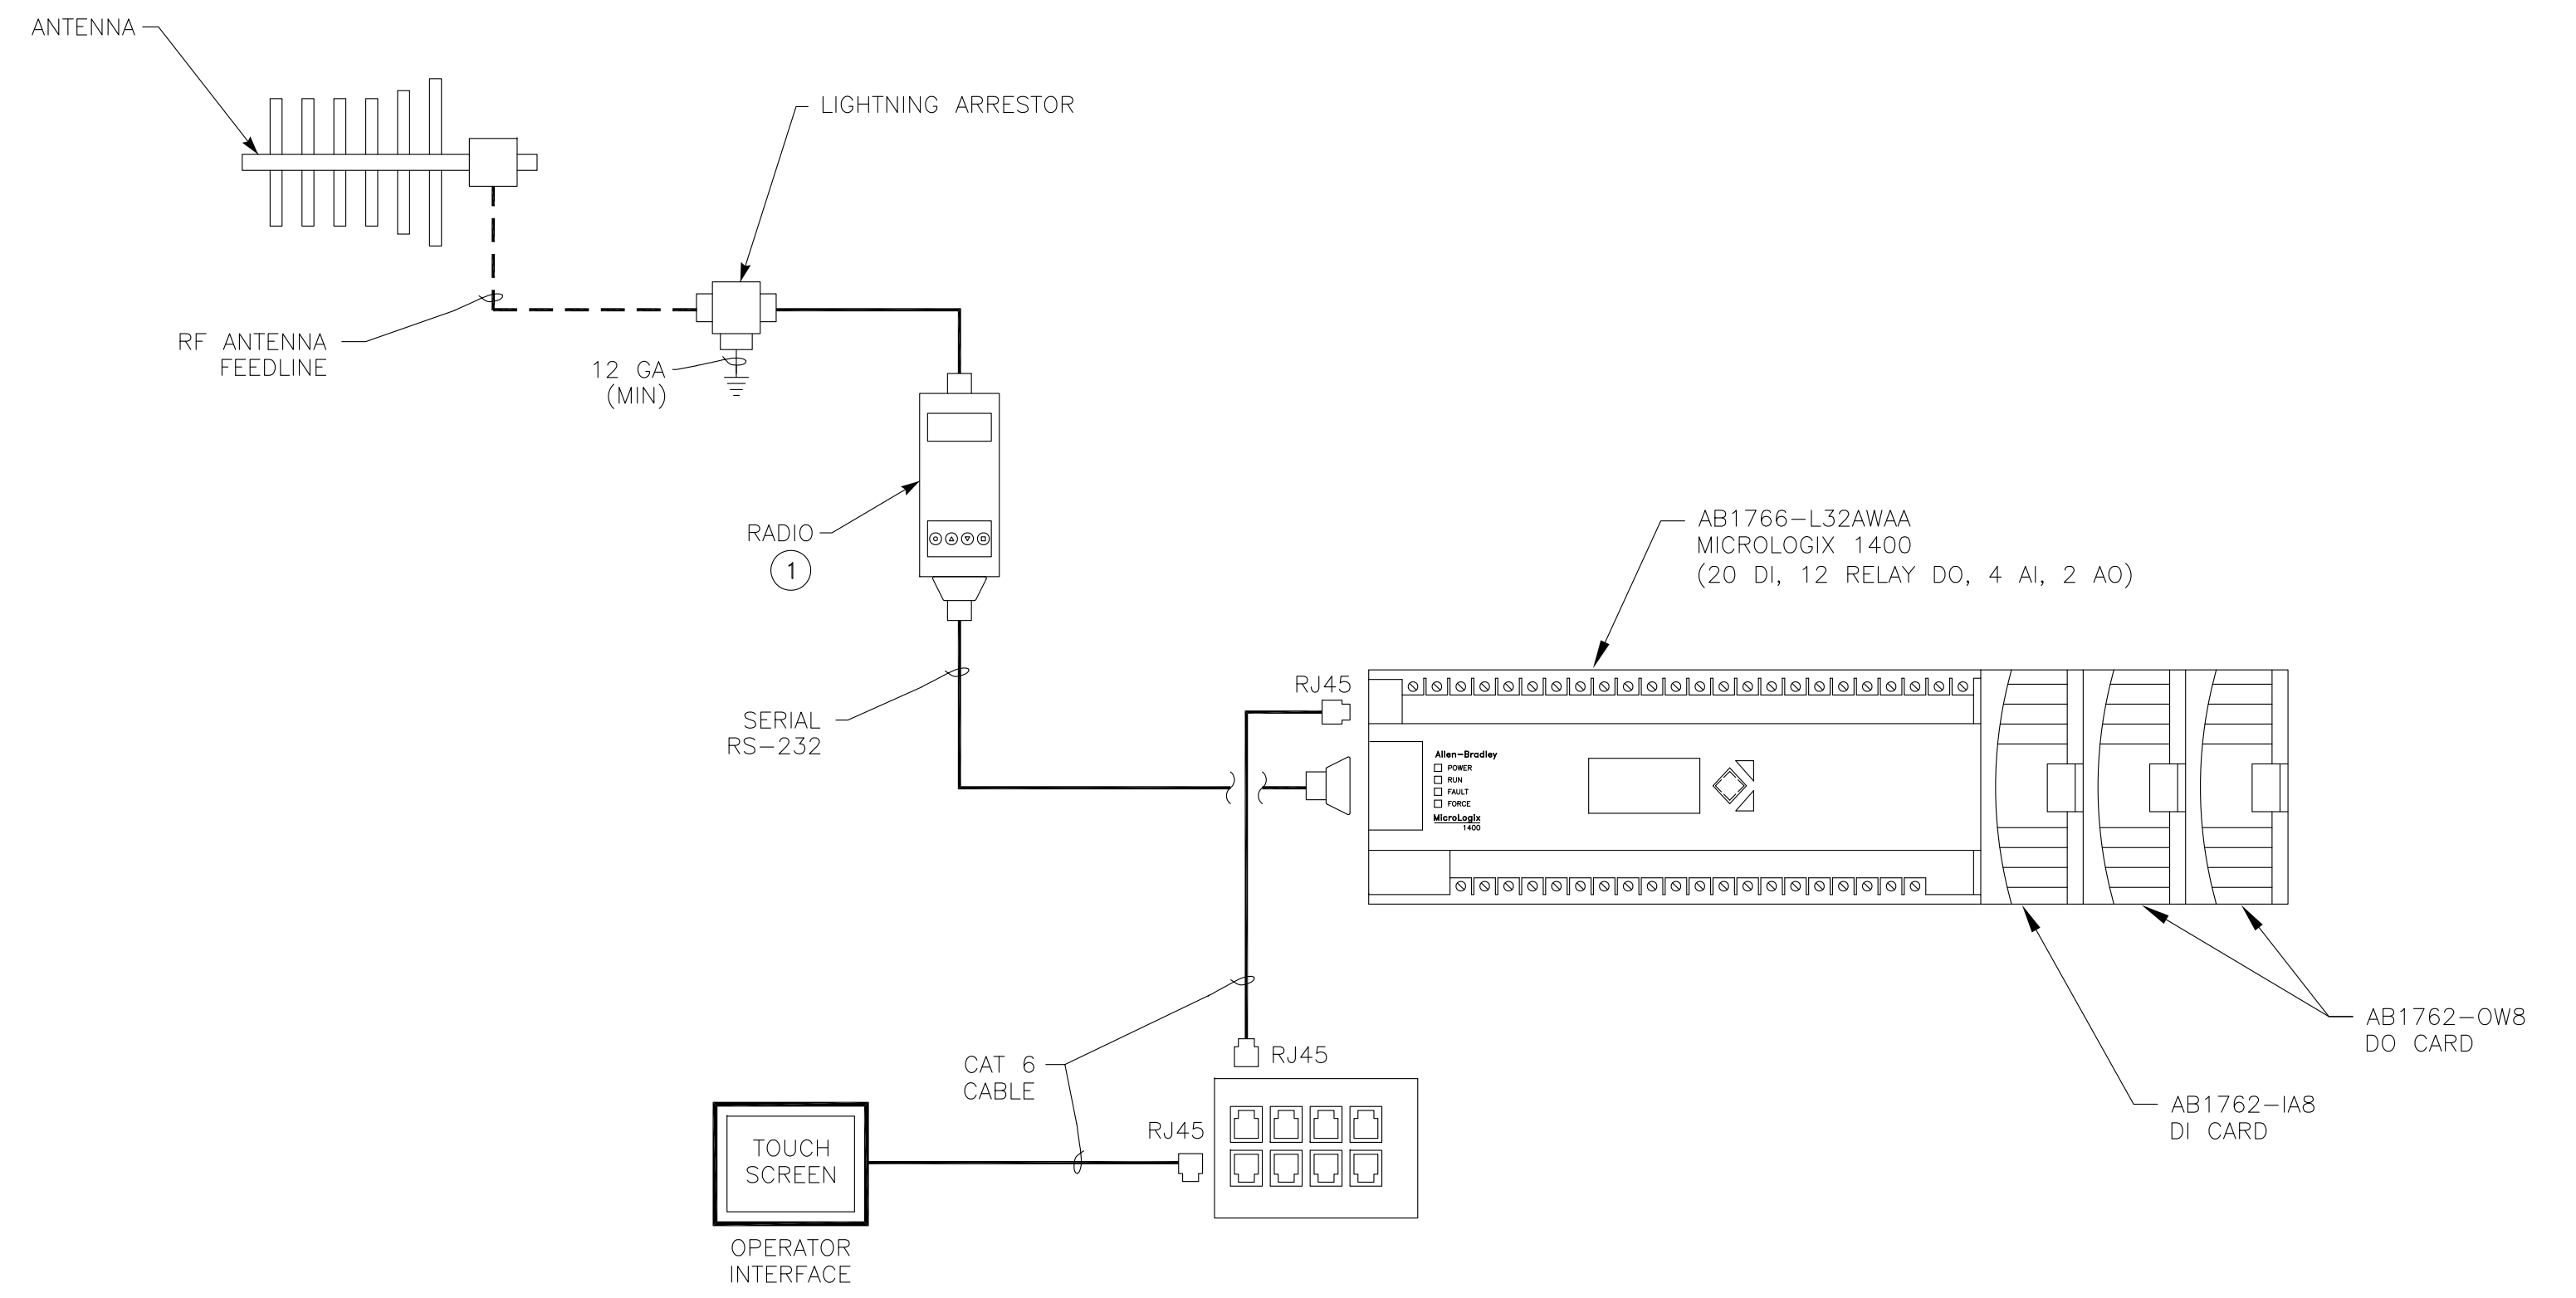 ANTENNA
LIGHTNING ARRESTOR
RF ANTENNA
FEEDLINE
12 GA
(MIN)
RADIO
1
AB1766-L32AWAA
MICROLOGIX 1400
(20 DI, 12 RELAY DO, 4 AI, 2 AO)
RJ45
SERIAL
RS-232
Allen-Bradley
POWER
RUN
FAULT
FORCE
MicroLogix
1400
AB1762-OW8
DO CARD
RJ45
CAT 6
CABLE
AB1762-IA8
DI CARD
RJ45
TOUCH
SCREEN
OPERATOR
INTERFACE